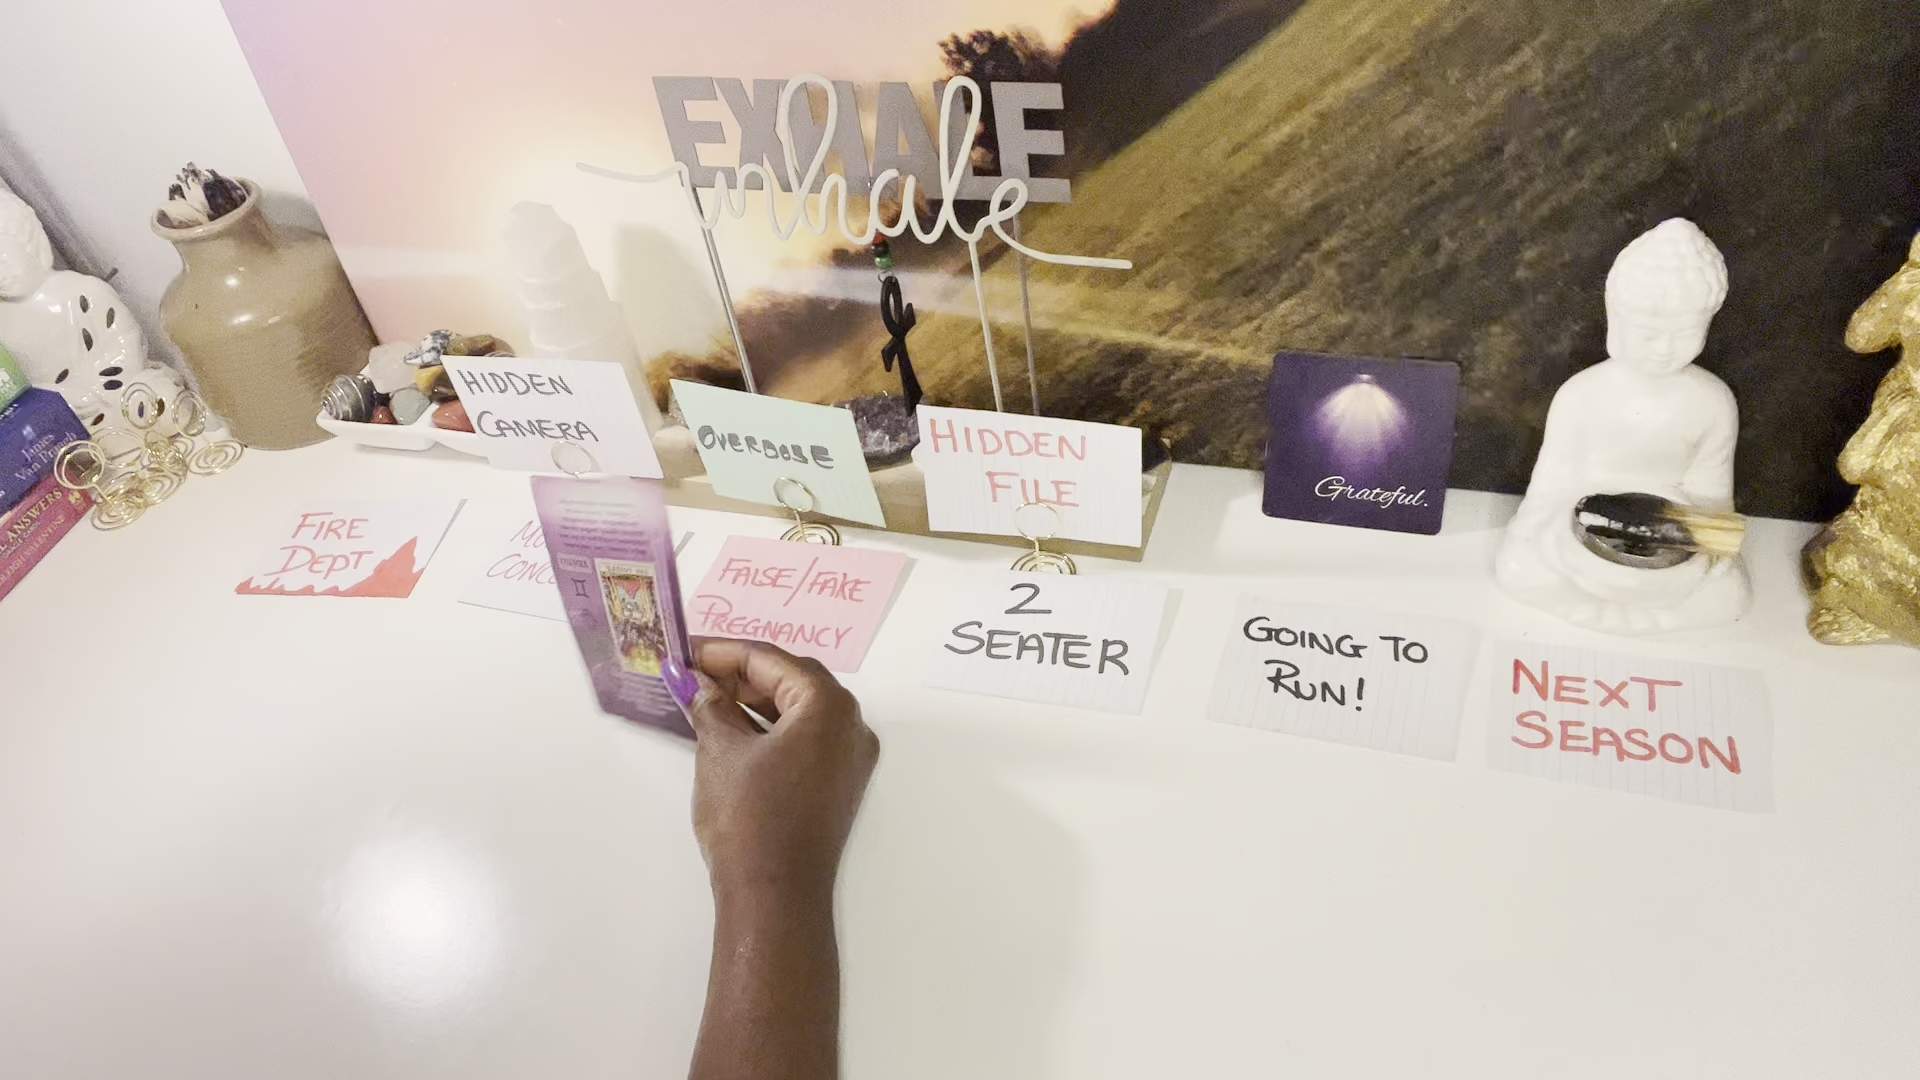 EXHALE
inhale
HIDDEN
CAMERA
OVERDOSE
HIDDEN
FILE
Grateful.
FIRE
DEPT
FALSE/FAKE
PREGNANCY
2
SEATER
GOING TO
RUN!
NEXT
SEASON
James
ANSWERS